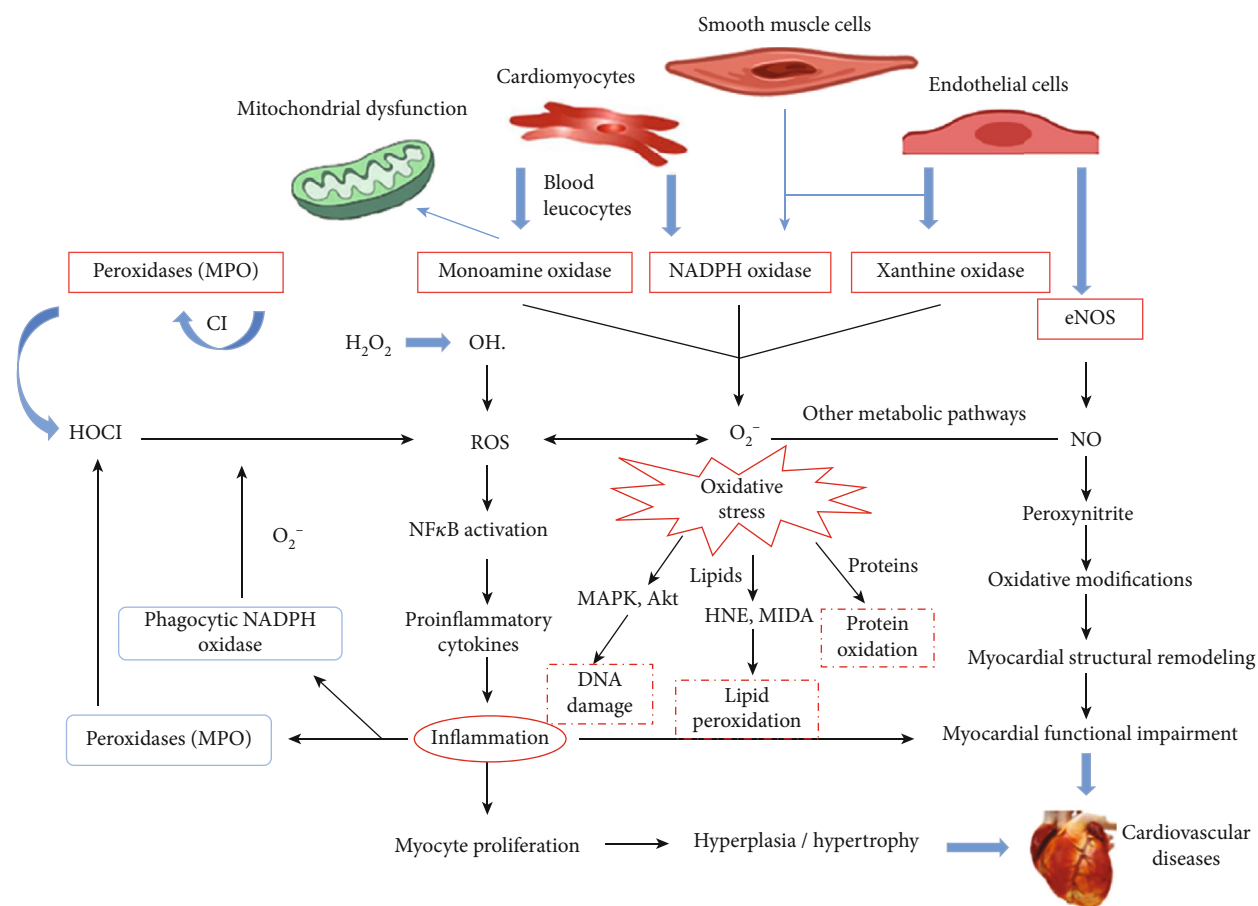 Smooth muscle cells
Cardiomyocytes
Endothelial cells
Mitochondrial dysfunction
Blood
leucocytes
Peroxidases (MPO)
Monoamine oxidase
NADPH oxidase
Xanthine oxidase
CI
eNOS
H₂O₂
OH.
Other metabolic pathways
HOCI
ROS
O₂⁻
NO
Oxidative
stress
Peroxynitrite
NFκB activation
O₂⁻
Proteins
Lipids
Oxidative modifications
MAPK, Akt
HNE, MIDA
Phagocytic NADPH
oxidase
Proinflammatory
cytokines
Protein
oxidation
Myocardial structural remodeling
DNA
damage
Lipid
peroxidation
Peroxidases (MPO)
Inflammation
Myocardial functional impairment
Myocyte proliferation
Hyperplasia / hypertrophy
Cardiovascular
diseases